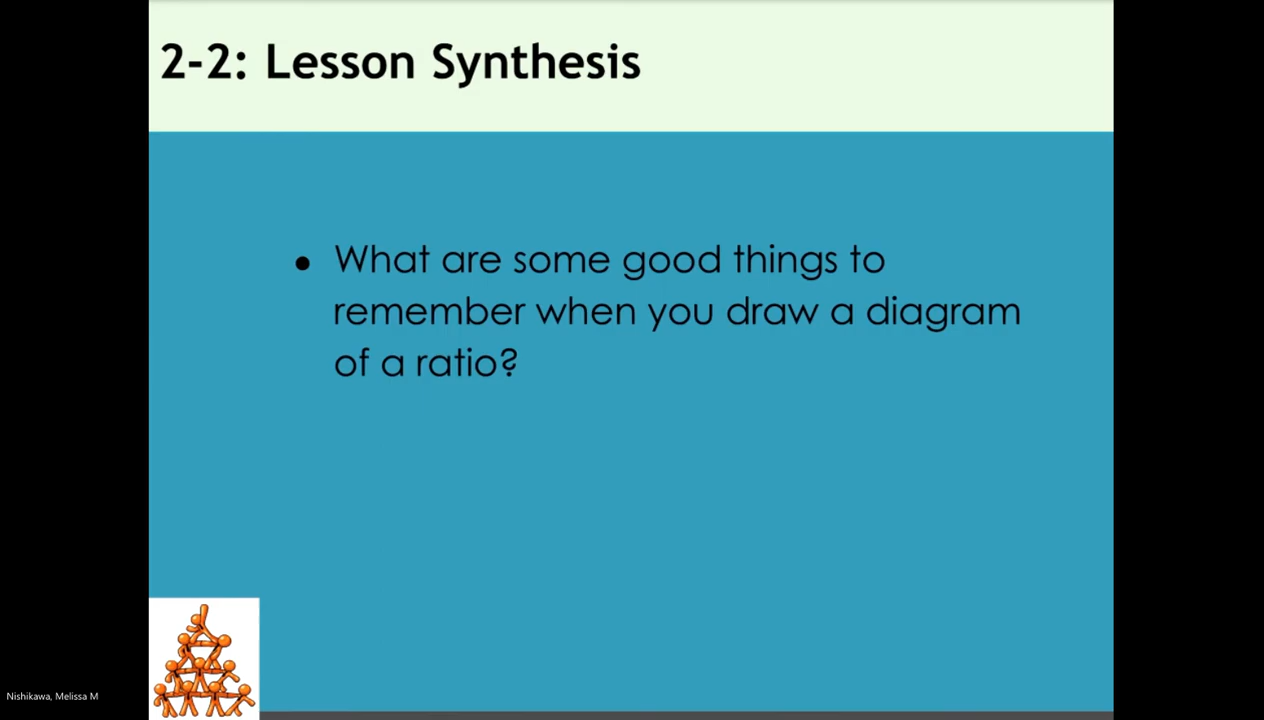 2-2: Lesson Synthesis
• What are some good things to
remember when you draw a diagram
of a ratio?
Nishikawa, Melissa M